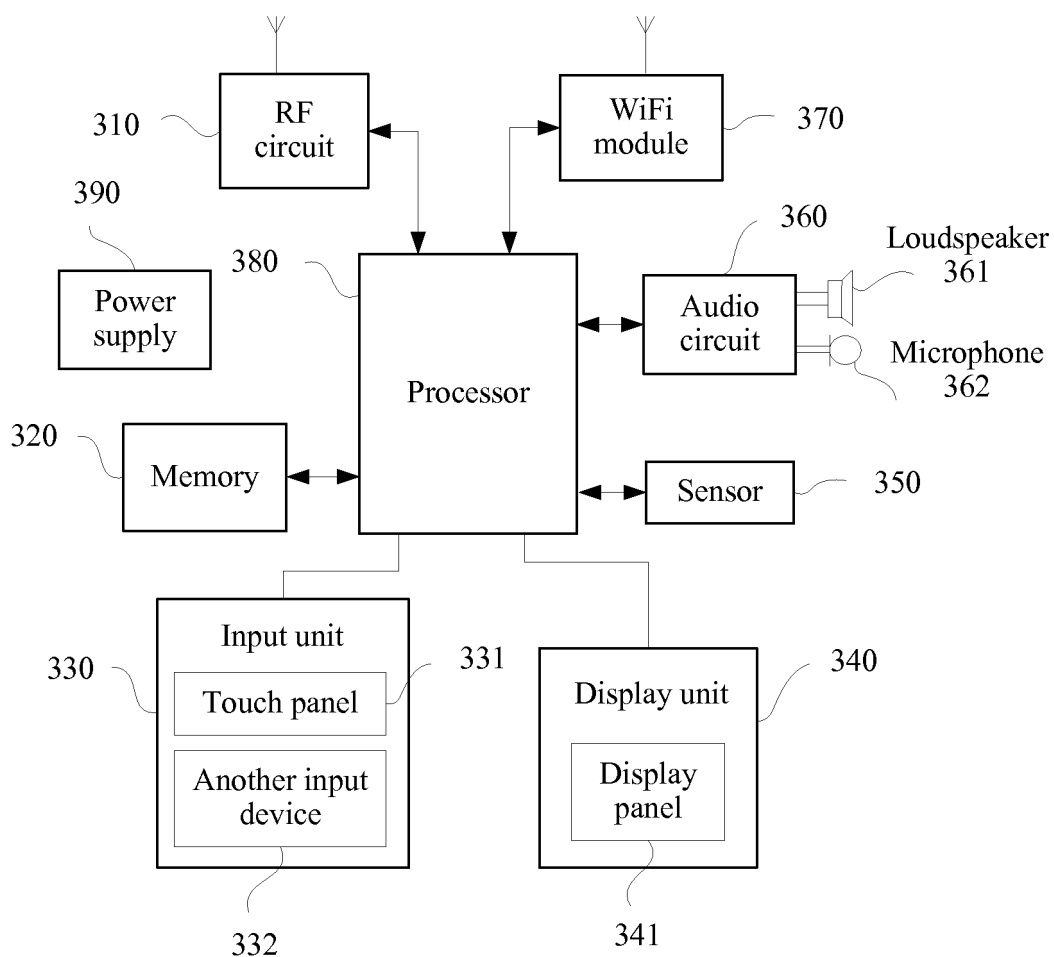 RF
circuit
310
WiFi
module
370
390
Power
supply
380
Processor
360
Audio
circuit
Loudspeaker
361
Microphone
362
320
Memory
Sensor
350
Input unit
330
331
Touch panel
Another input
device
332
340
Display unit
Display
panel
341